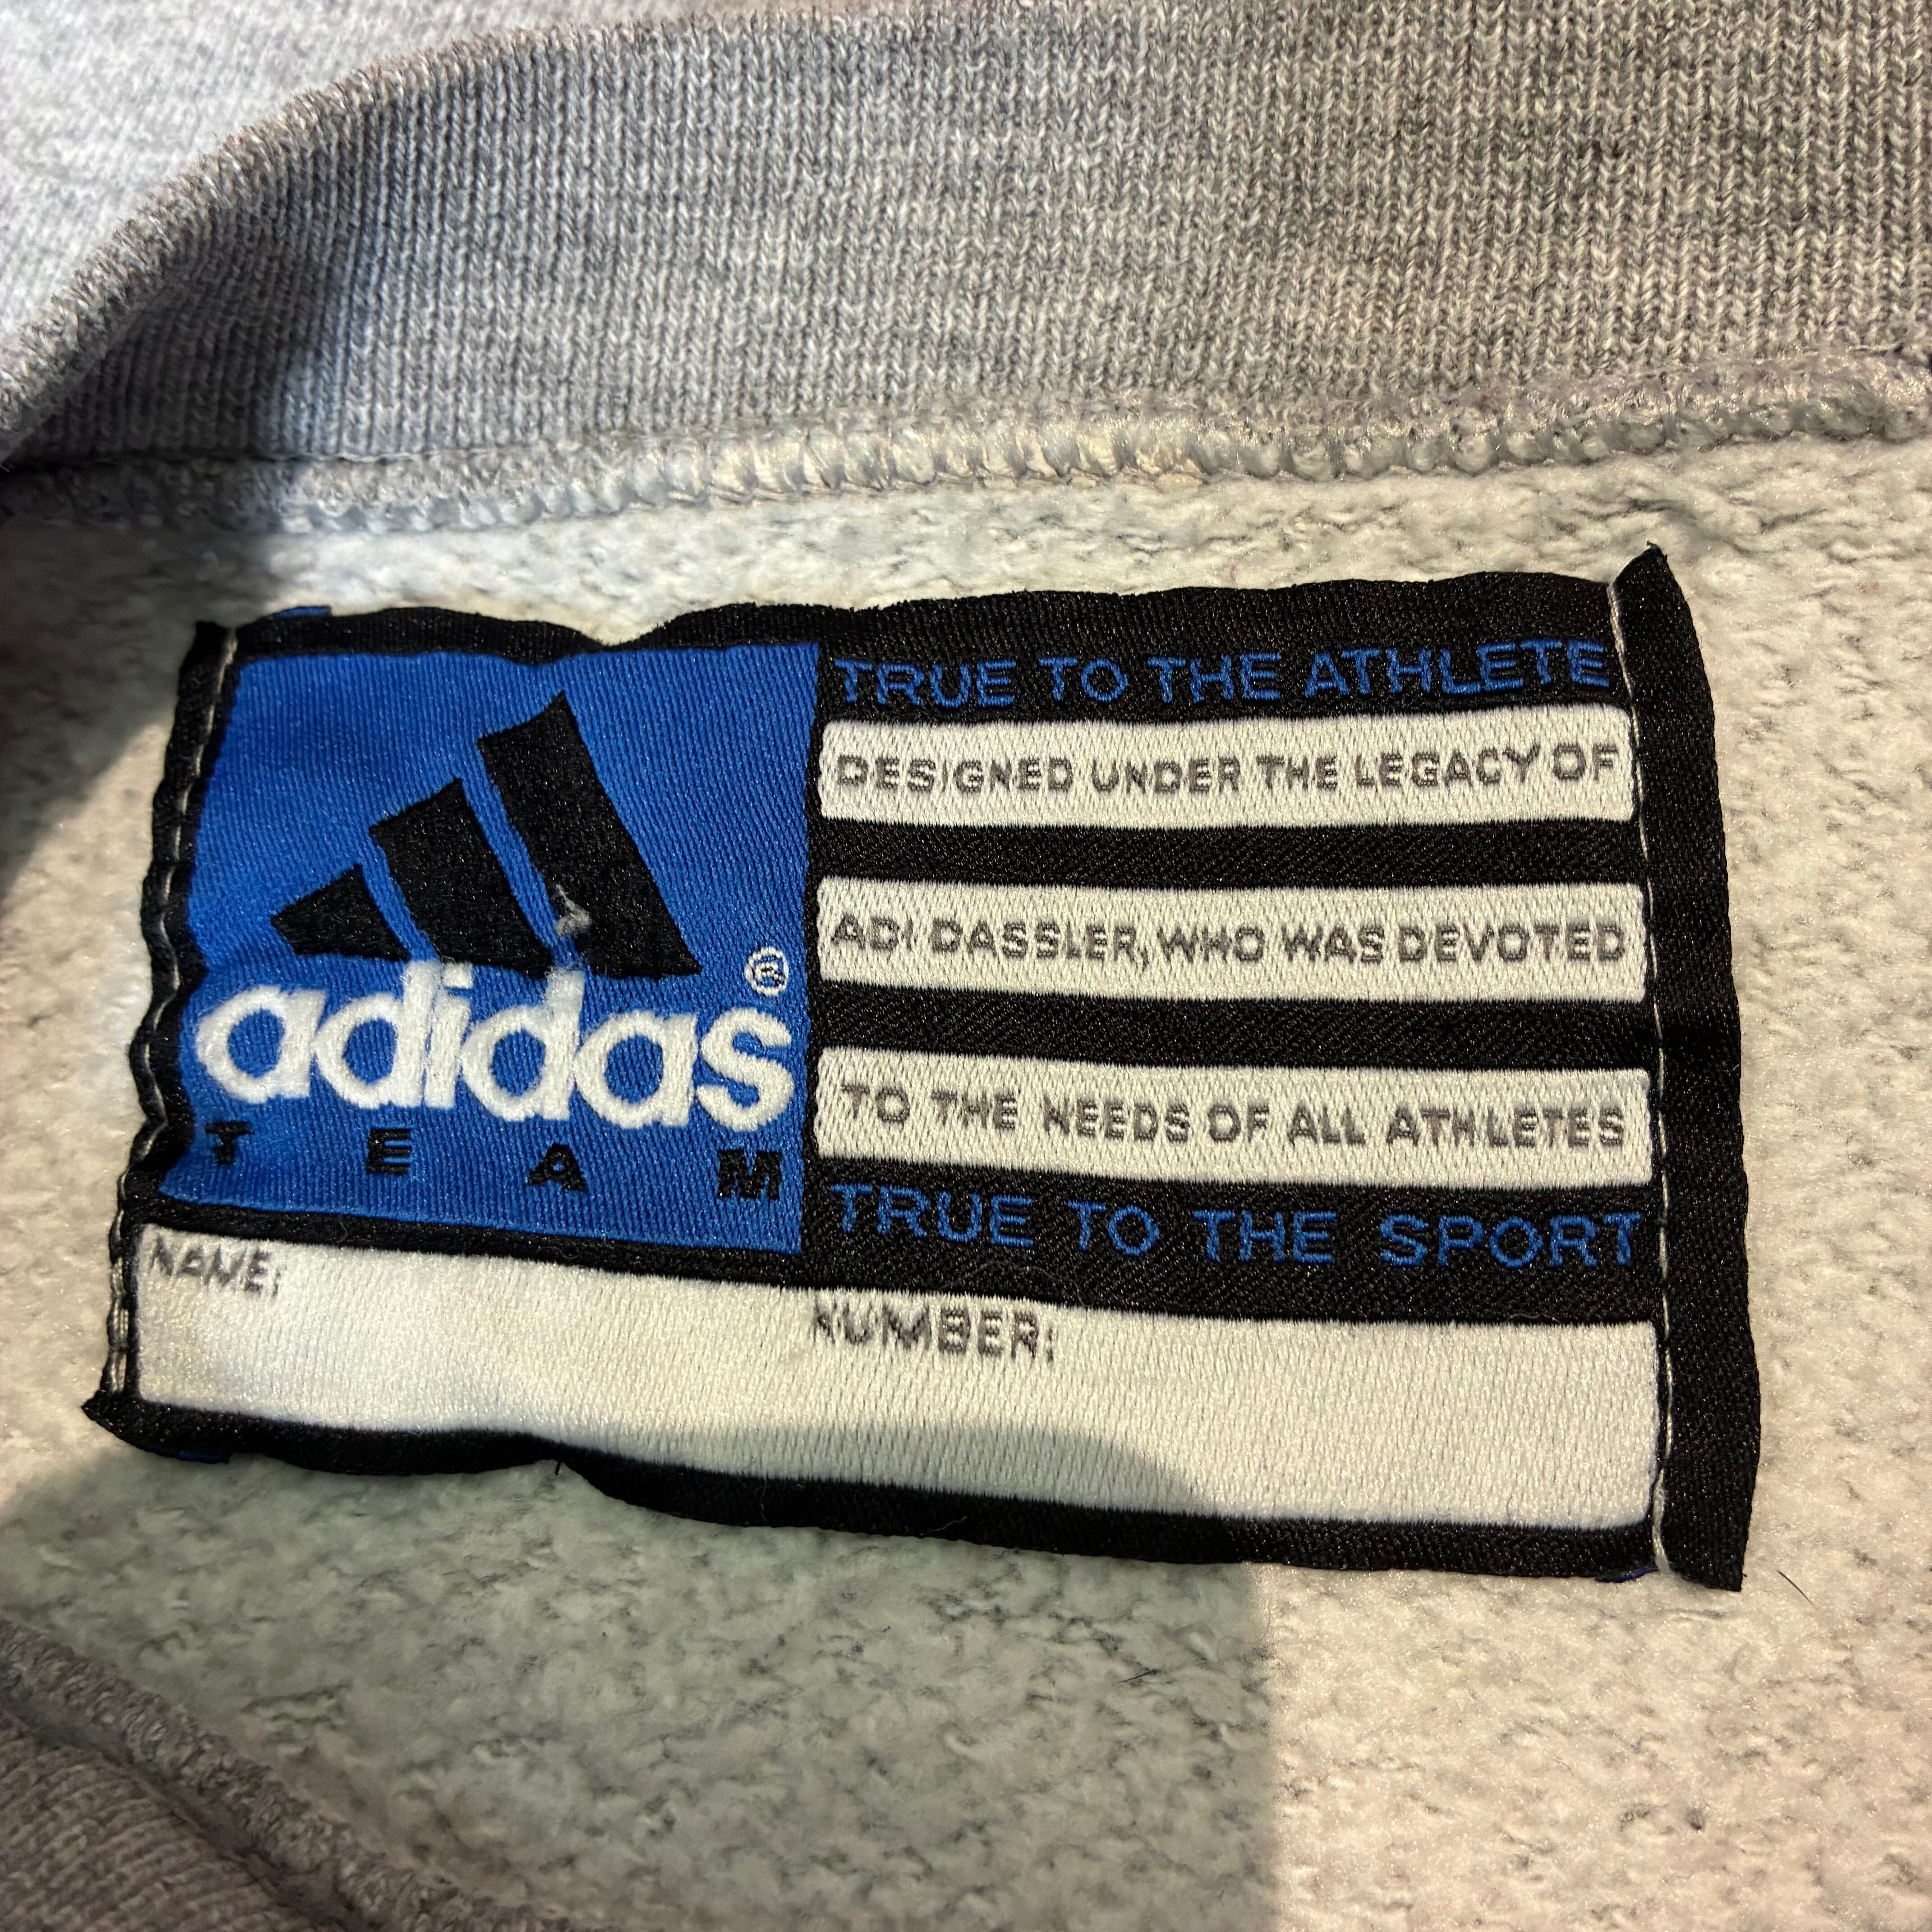 adidas®
TEAM
TRUE TO THE ATHLETE
DESIGNED UNDER THE LEGACY OF
ADI DASSLER, WHO WAS DEVOTED
TO THE NEEDS OF ALL ATHLETES
TRUE TO THE SPORT
NAME:
NUMBER: